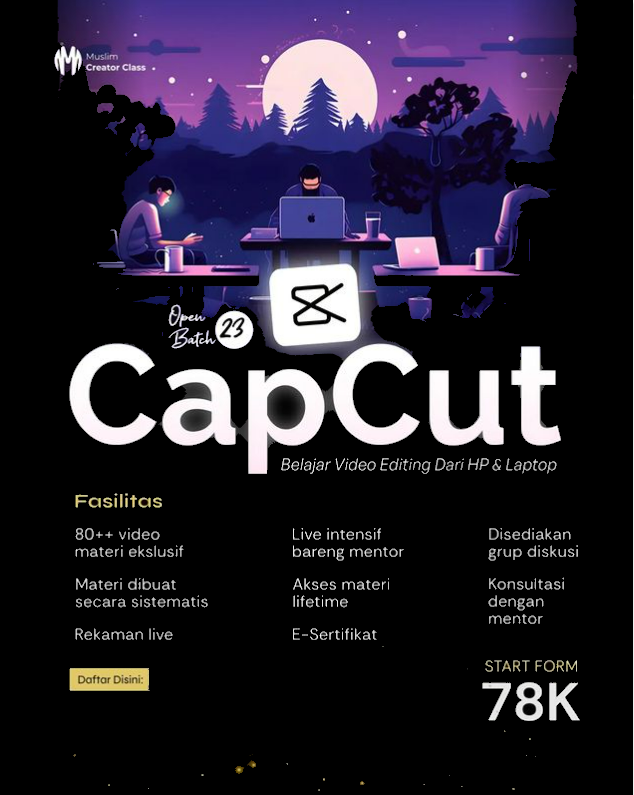 Muslim
Creator Class
Open
Batch 23
CapCut
Belajar Video Editing Dari HP & Laptop
Fasilitas
80++ video
materi ekslusif
Materi dibuat
secara sistematis
Rekaman live
Live intensif
bareng mentor
Akses materi
lifetime
E-Sertifikat
Disediakan
grup diskusi
Konsultasi
dengan
mentor
Daftar Disini:
START FORM
78K